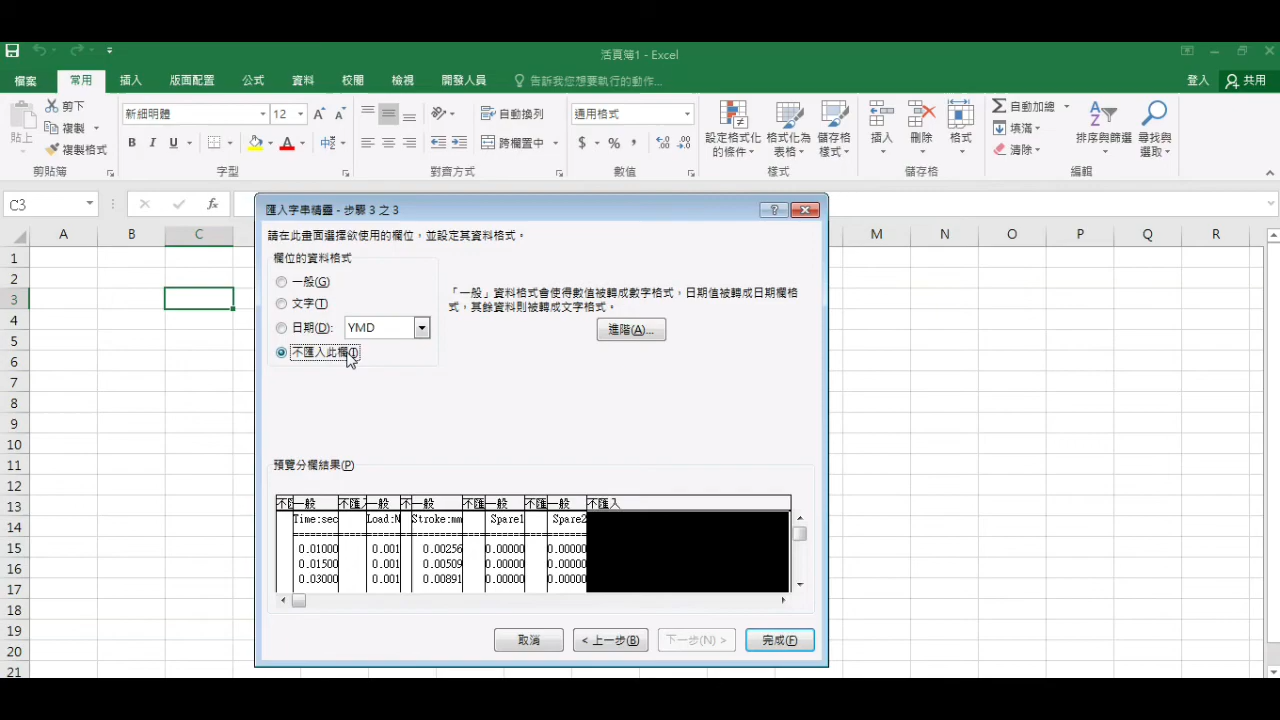 活頁簿1 - Excel
檔案 常用 插入 版面配置 公式 資料 校閱 檢視 開發人員 告訴我您想要執行的動作... 登入 共用
貼上 剪下 複製 複製格式 剪貼簿
新細明體 12 B I U A 字型
自動換列 跨欄置中 對齊方式
通用格式 $ % , 數值
設定格式化的條件 格式化為表格 儲存格樣式 樣式
插入 刪除 格式 儲存格
自動加總 填滿 清除 排序與篩選 尋找與選取 編輯
C3 fx
A B C M N O P Q R
1
2
3
4
5
6
7
8
9
10
11
12
13
14
15
16
17
18
19
20
21
匯入字串精靈 - 步驟 3 之 3
請在此畫面選擇欲使用的欄位，並設定其資料格式。
欄位的資料格式
一般(G)
文字(T)
日期(D): YMD
不匯入此欄(I)
「一般」資料格式會使得數值被轉成數字格式，日期值被轉成日期欄格
式，其餘資料則被轉成文字格式。
進階(A)...
預覽分欄結果(P)
不匯 一般 不匯入 一般 不 一般 不匯 一般 不匯 一般 不匯入
Time:sec Load:N Stroke:mm Spare1 Spare2
0.01000 0.001 0.00256 0.00000 0.00000
0.01500 0.001 0.00509 0.00000 0.00000
0.03000 0.001 0.00891 0.00000 0.00000
取消 < 上一步(B) 下一步(N) > 完成(F)